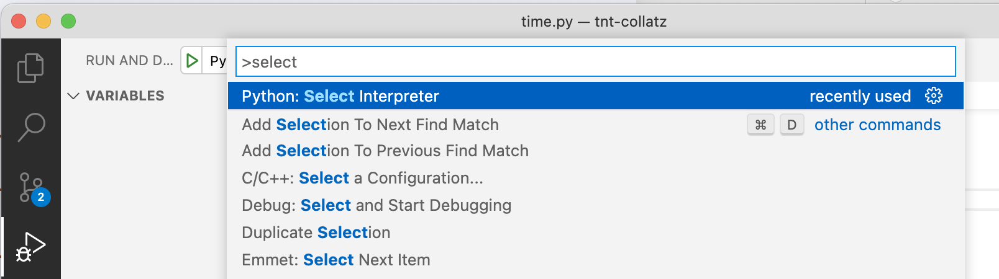 time.py — tnt-collatz
RUN AND D... Py
>select
VARIABLES
Python: Select Interpreter recently used
Add Selection To Next Find Match ⌘ D other commands
Add Selection To Previous Find Match
C/C++: Select a Configuration...
2
Debug: Select and Start Debugging
Duplicate Selection
Emmet: Select Next Item